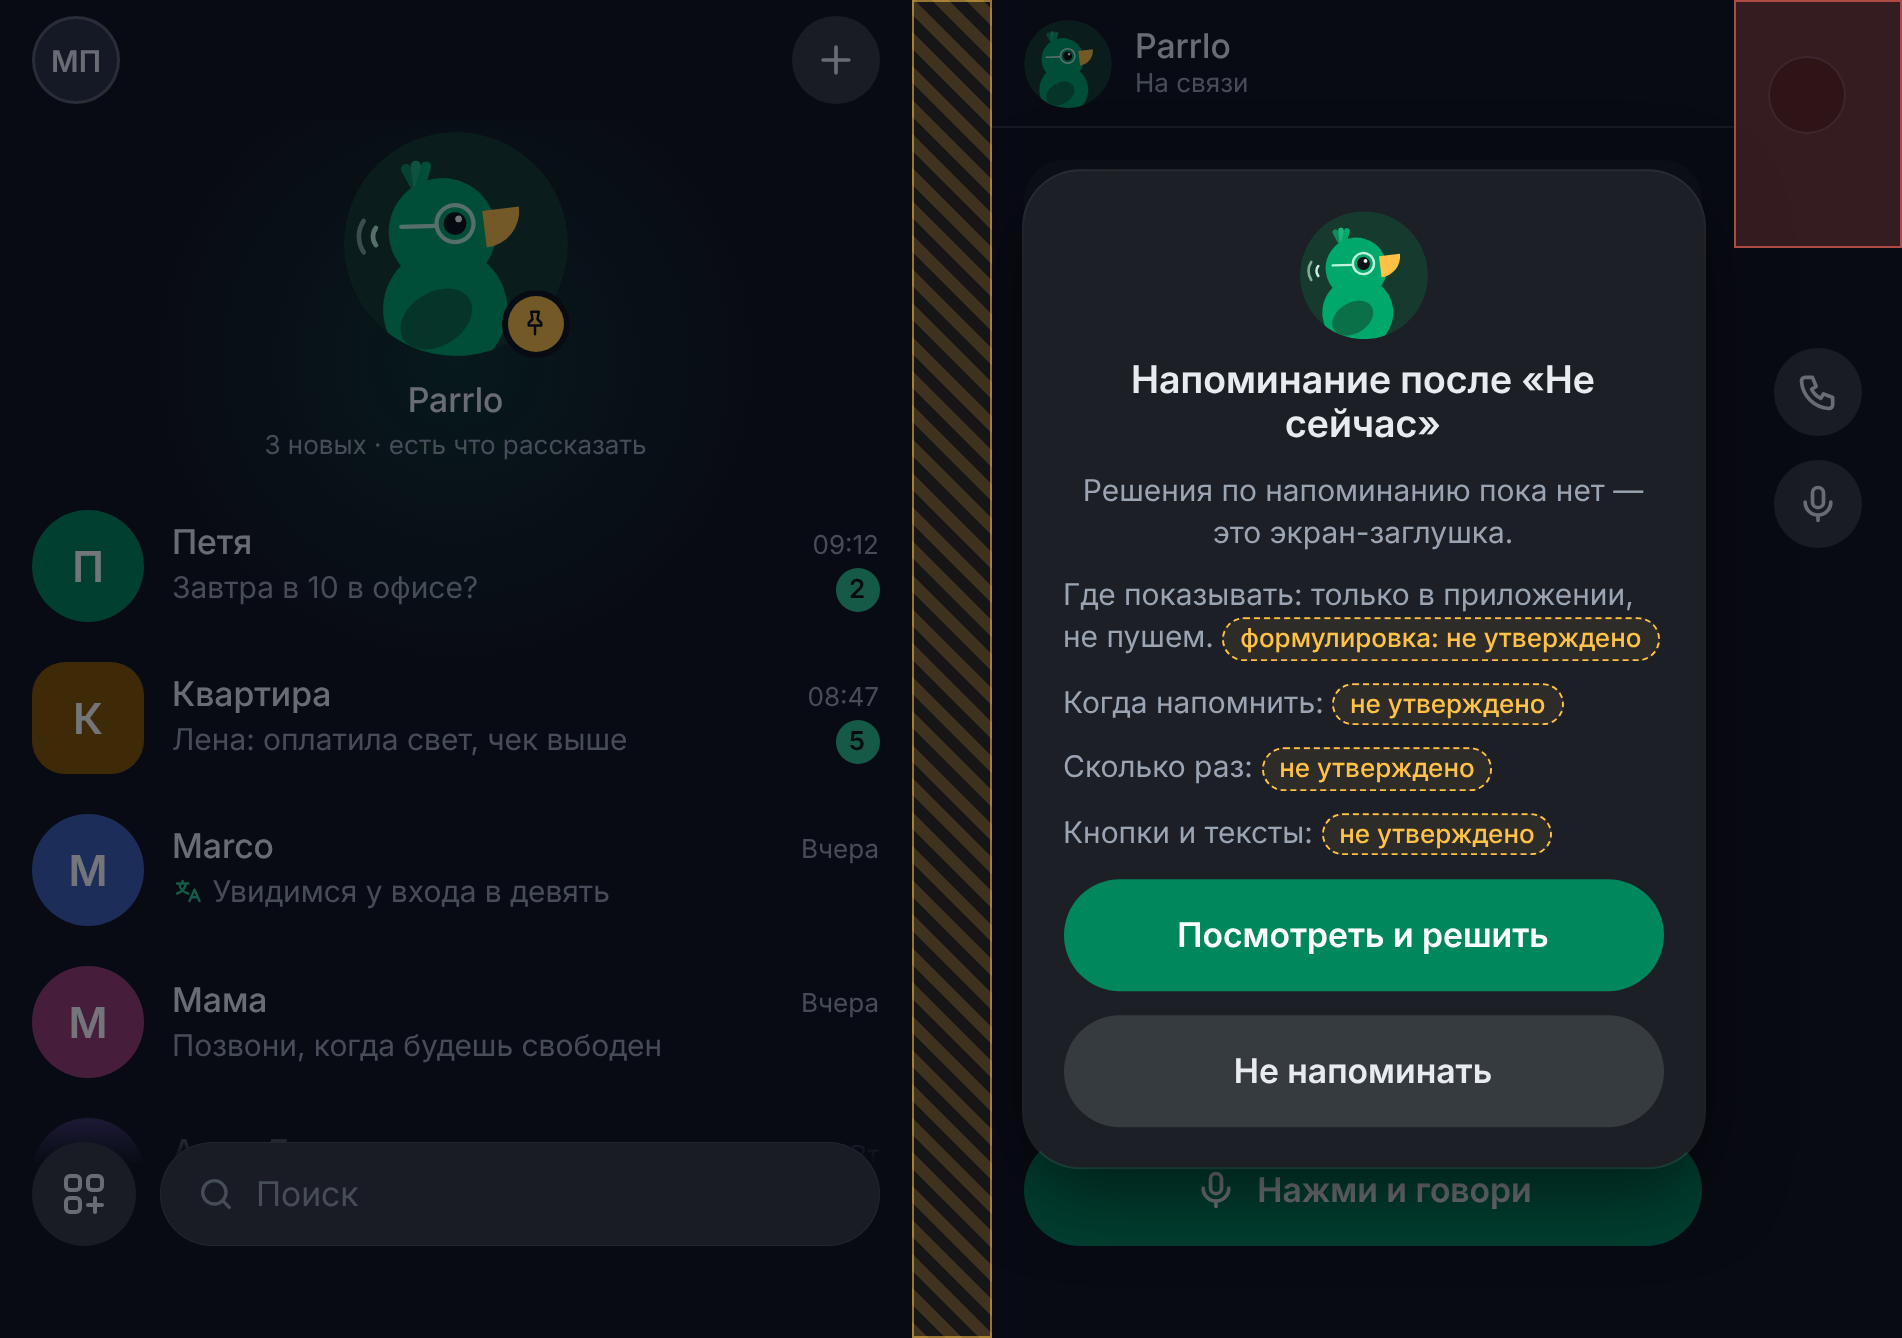 МП
Parrlo
3 новых · есть что рассказать
П
Петя
09:12
Завтра в 10 в офисе?
2
К
Квартира
08:47
Лена: оплатила свет, чек выше
5
M
Marco
Вчера
Увидимся у входа в девять
М
Мама
Вчера
Позвони, когда будешь свободен
Поиск
Parrlo
На связи
Напоминание после «Не
сейчас»
Решения по напоминанию пока нет —
это экран-заглушка.
Где показывать: только в приложении,
не пушем. формулировка: не утверждено
Когда напомнить: не утверждено
Сколько раз: не утверждено
Кнопки и тексты: не утверждено
Посмотреть и решить
Не напоминать
Нажми и говори